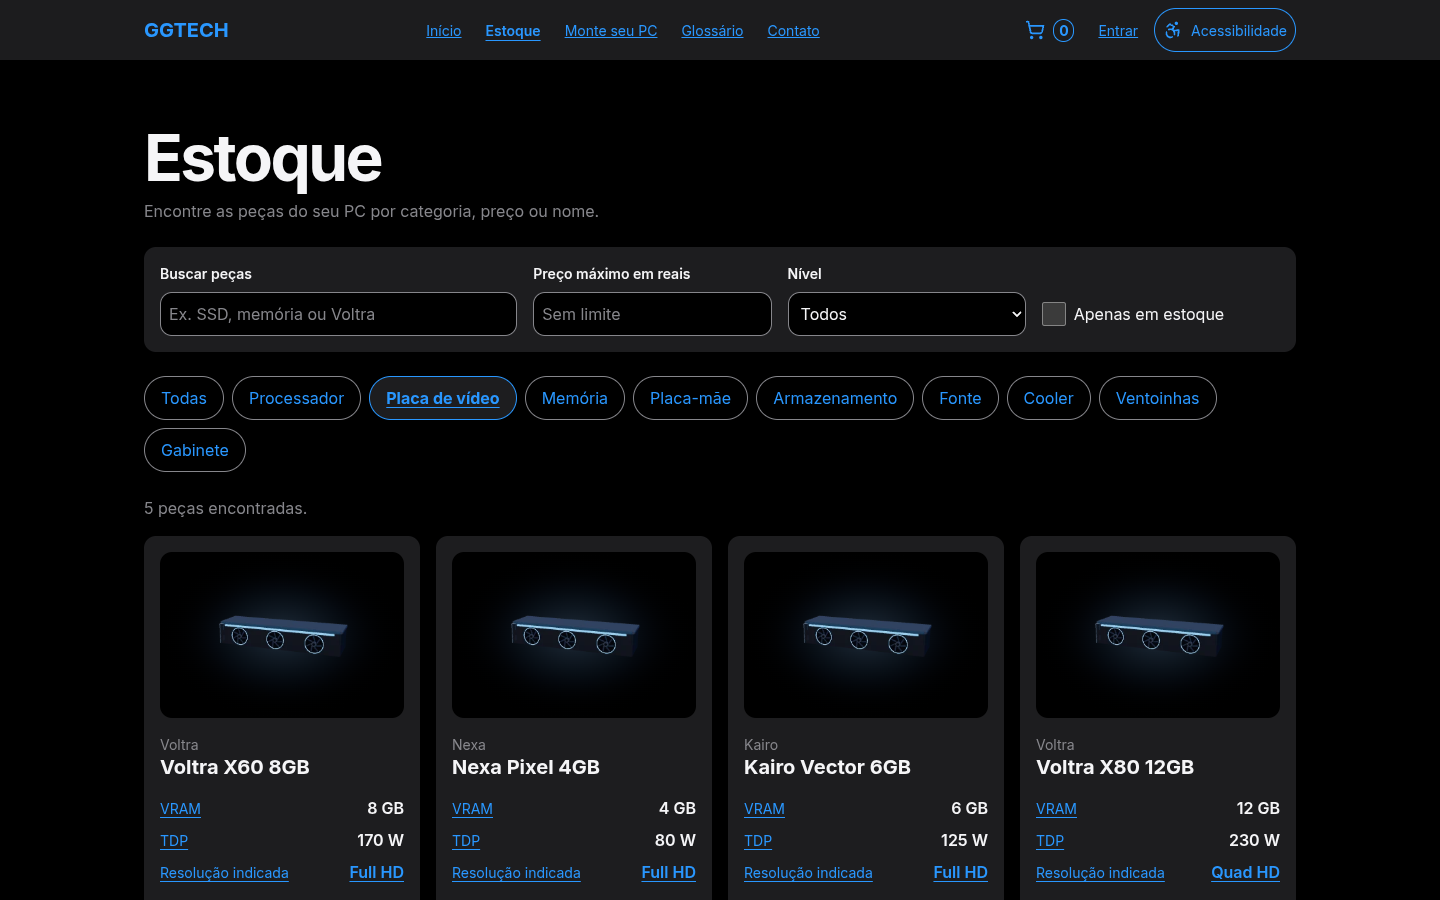 GGTECH
Início Estoque Monte seu PC Glossário Contato
0 Entrar Acessibilidade
Estoque
Encontre as peças do seu PC por categoria, preço ou nome.
Buscar peças Preço máximo em reais Nível
Ex. SSD, memória ou Voltra Sem limite Todos Apenas em estoque
Todas Processador Placa de vídeo Memória Placa-mãe Armazenamento Fonte Cooler Ventoinhas
Gabinete
5 peças encontradas.
Voltra
Voltra X60 8GB
VRAM 8 GB
TDP 170 W
Resolução indicada Full HD
Nexa
Nexa Pixel 4GB
VRAM 4 GB
TDP 80 W
Resolução indicada Full HD
Kairo
Kairo Vector 6GB
VRAM 6 GB
TDP 125 W
Resolução indicada Full HD
Voltra
Voltra X80 12GB
VRAM 12 GB
TDP 230 W
Resolução indicada Quad HD